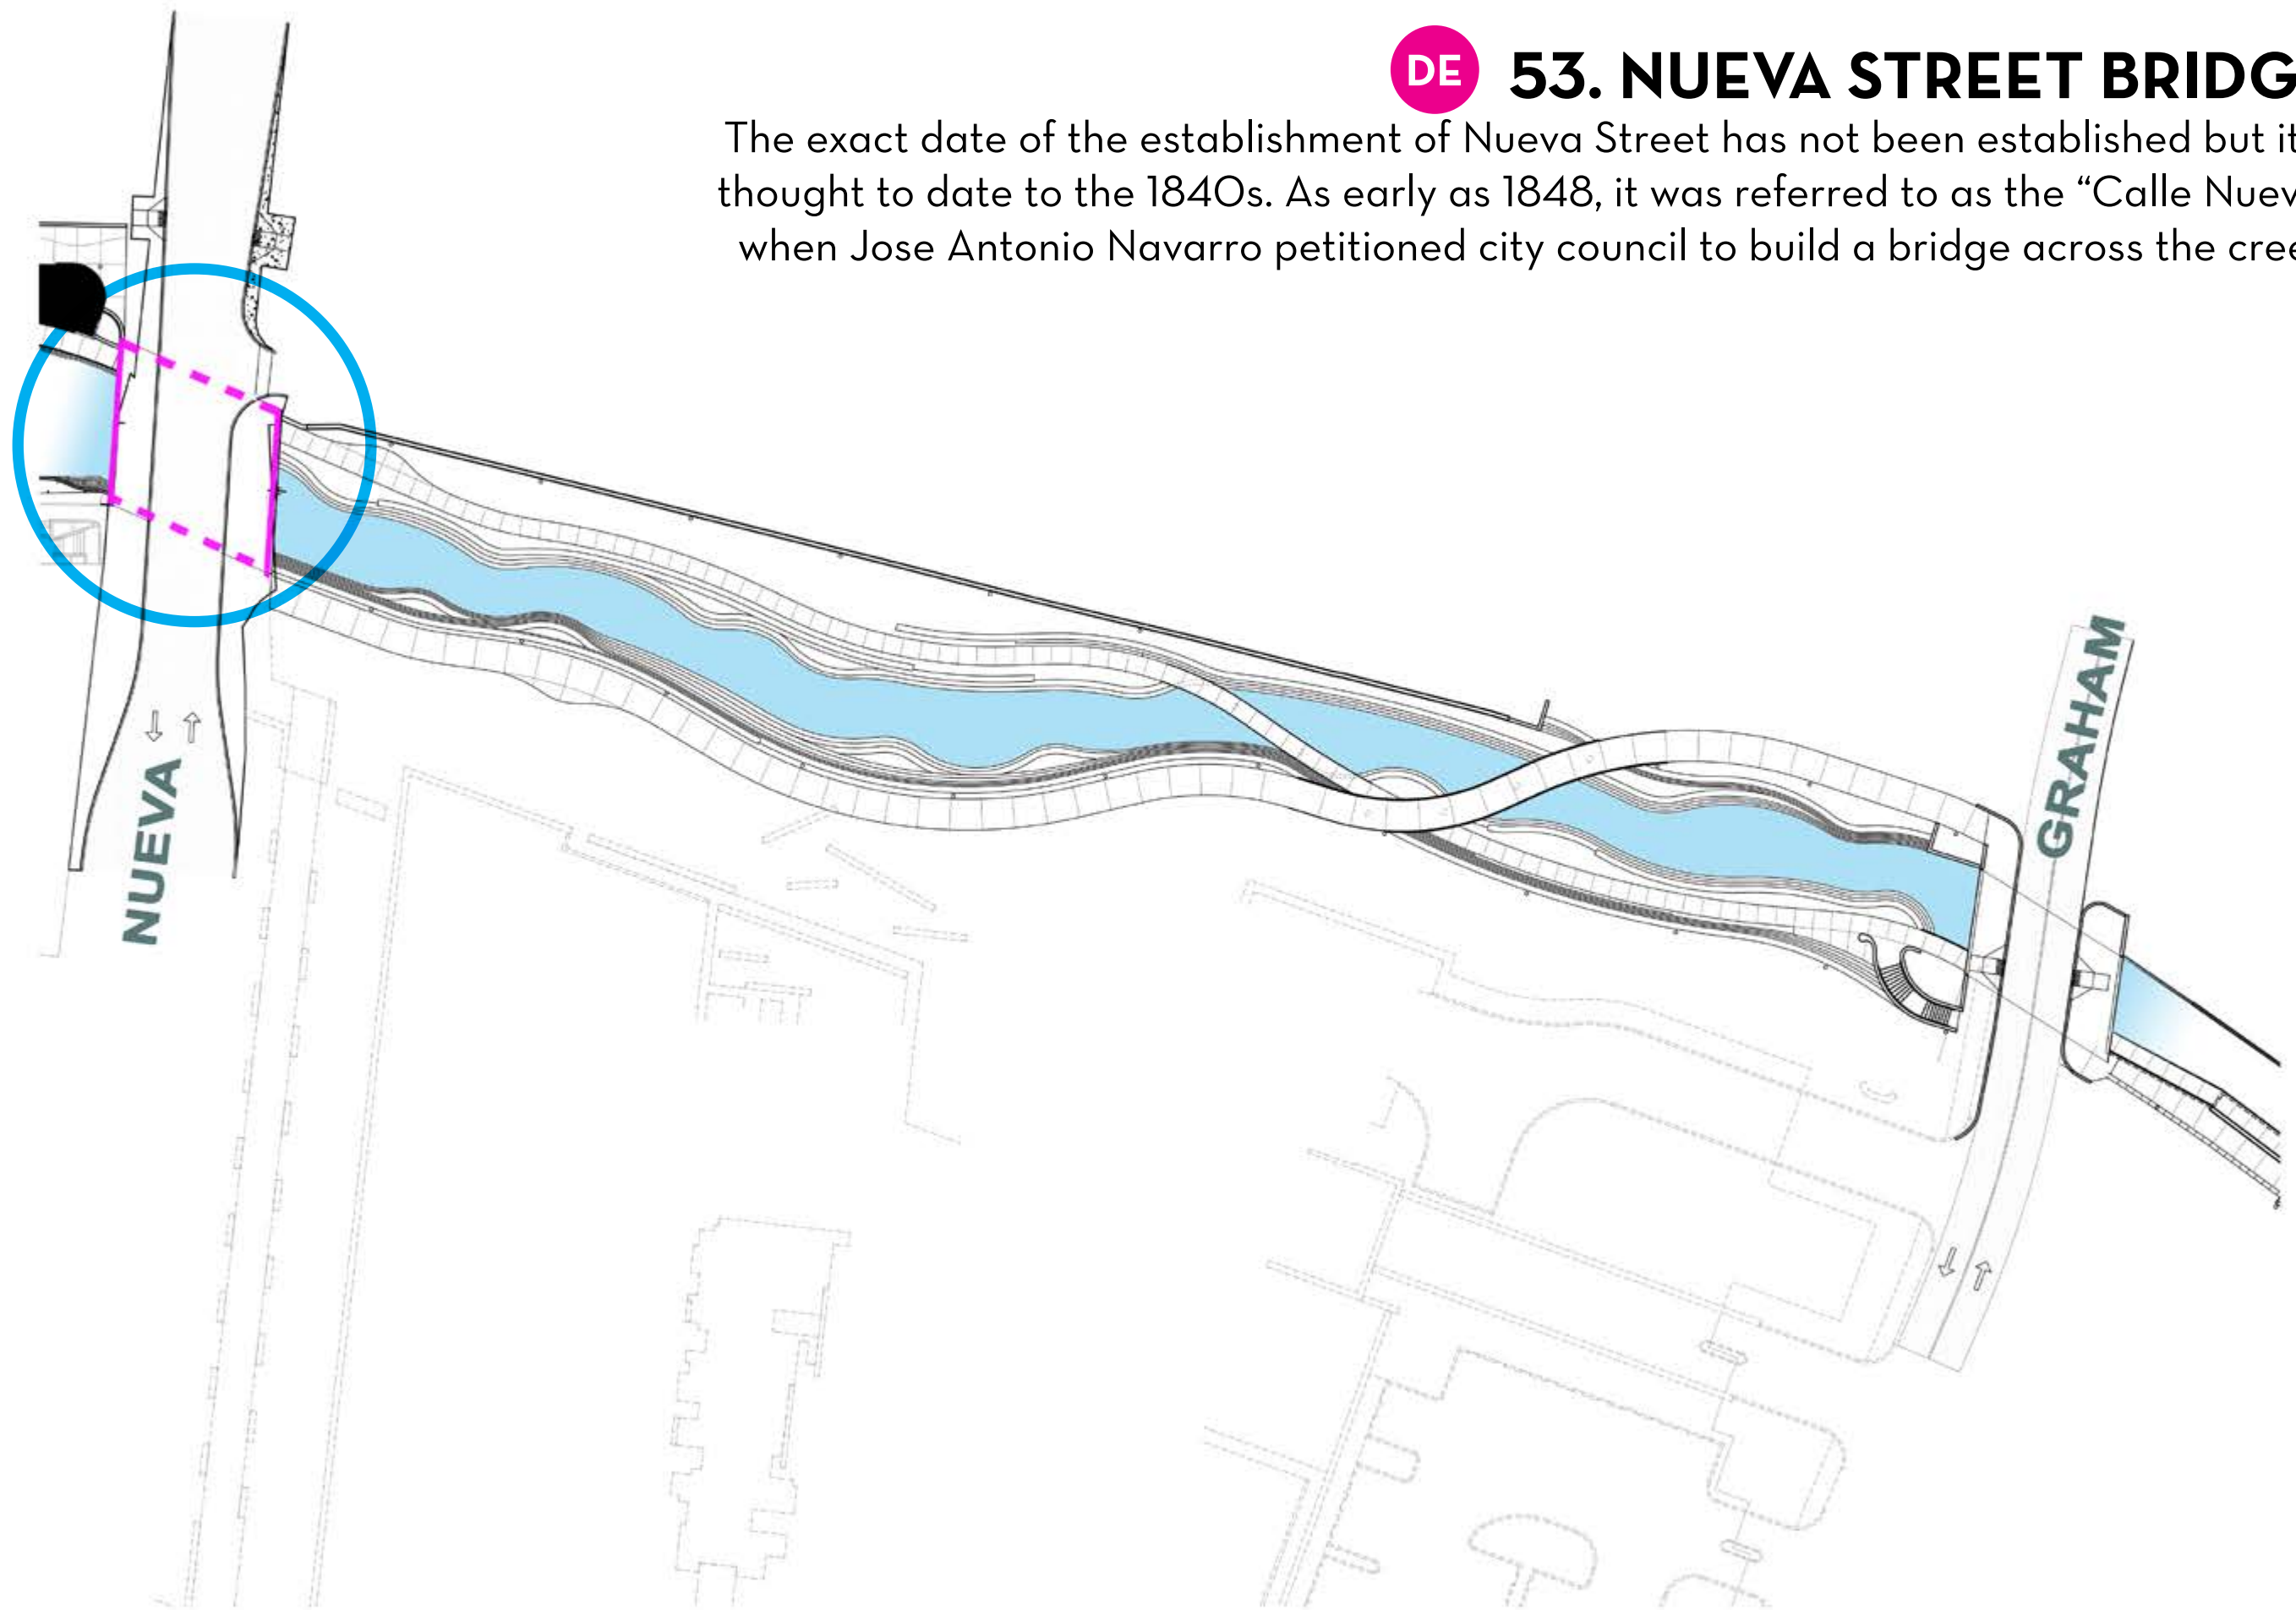 DE 53. NUEVA STREET BRIDG
The exact date of the establishment of Nueva Street has not been established but it
thought to date to the 1840s. As early as 1848, it was referred to as the “Calle Nuev
when Jose Antonio Navarro petitioned city council to build a bridge across the cree
GRAHAM
NUEVA